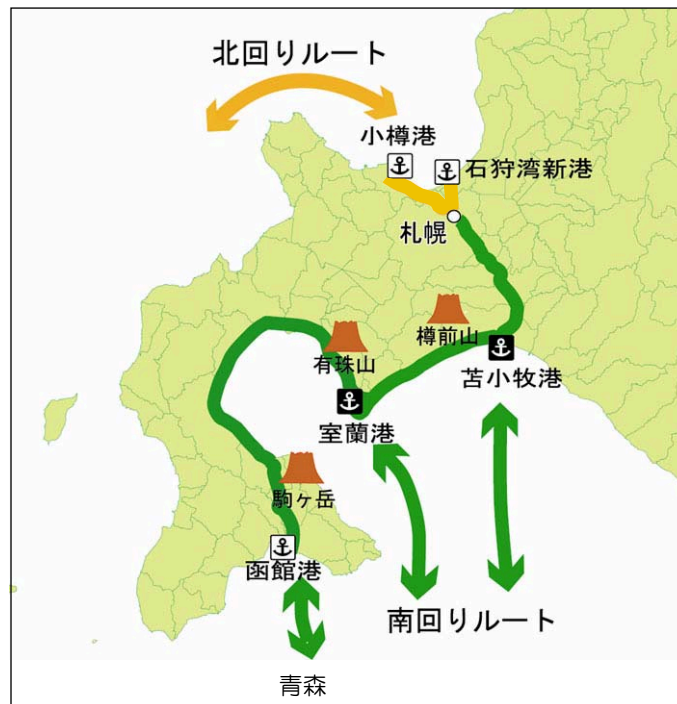 北回りルート
小樽港
石狩湾新港
札幌
樽前山
有珠山
苫小牧港
室蘭港
駒ヶ岳
函館港
南回りルート
青森